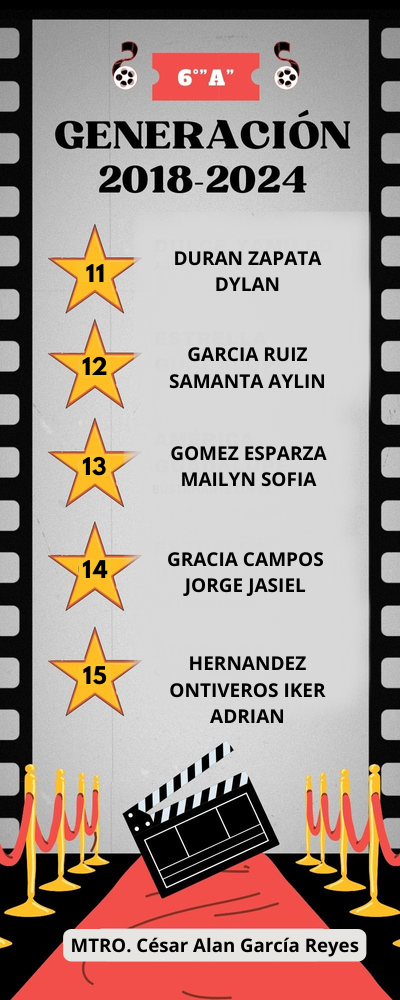 6°"A"
GENERACIÓN
2018-2024
11
DURAN ZAPATA
DYLAN
12
GARCIA RUIZ
SAMANTA AYLIN
13
GOMEZ ESPARZA
MAILYN SOFIA
14
GRACIA CAMPOS
JORGE JASIEL
15
HERNANDEZ
ONTIVEROS IKER
ADRIAN
MTRO. César Alan García Reyes